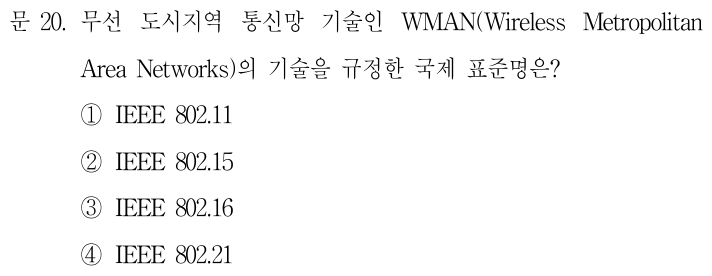 문 20. 무선 도시지역 통신망 기술인 WMAN(Wireless Metropolitan
Area Networks)의 기술을 규정한 국제 표준명은?
① IEEE 802.11
② IEEE 802.15
③ IEEE 802.16
④ IEEE 802.21